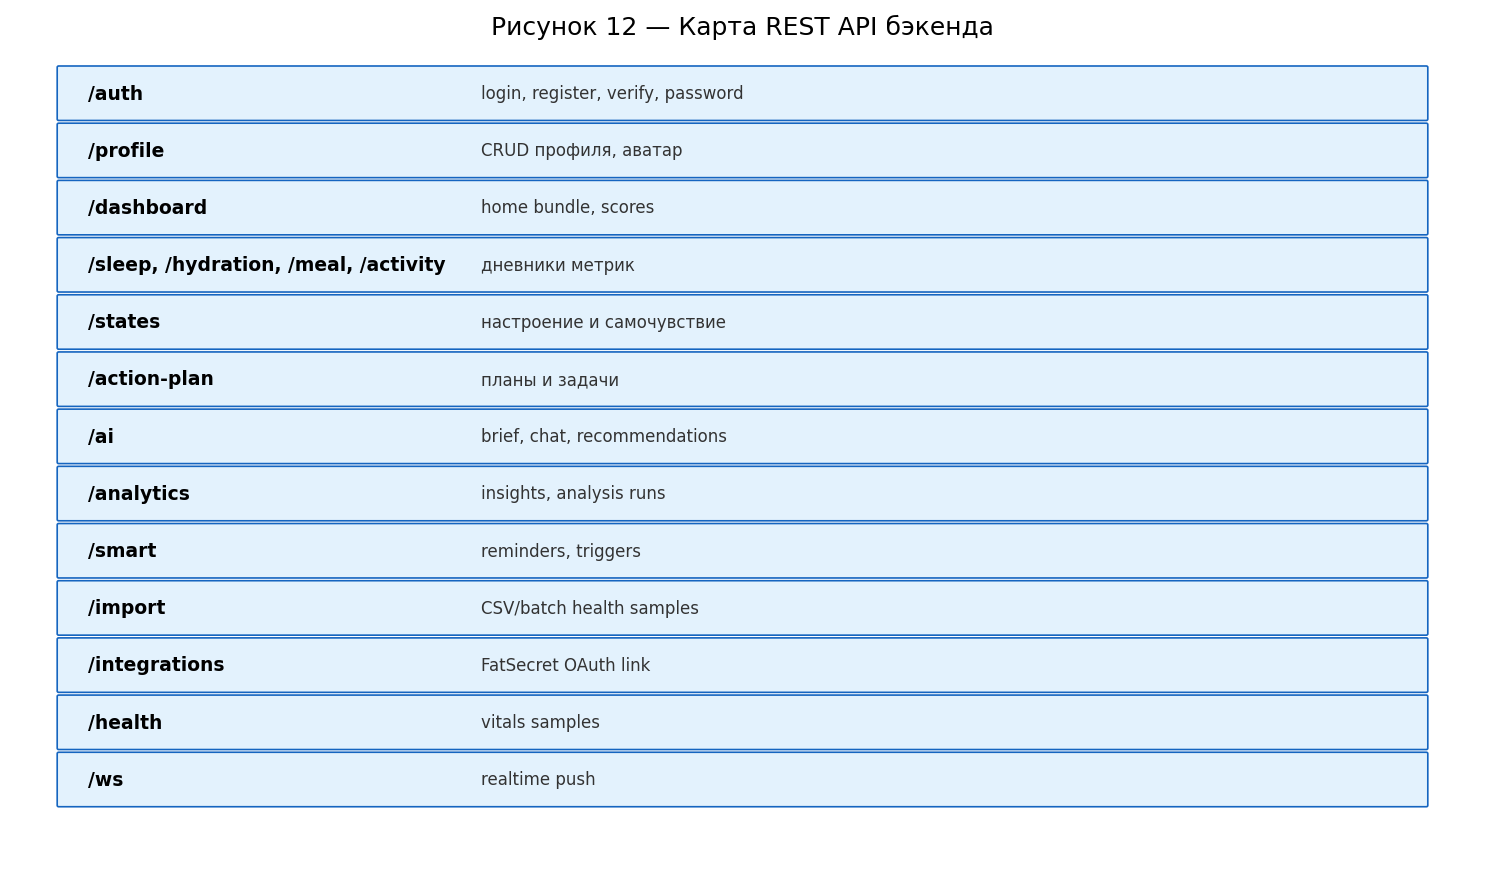 Рисунок 12 — Карта REST API бэкенда
/auth login, register, verify, password
/profile CRUD профиля, аватар
/dashboard home bundle, scores
/sleep, /hydration, /meal, /activity дневники метрик
/states настроение и самочувствие
/action-plan планы и задачи
/ai brief, chat, recommendations
/analytics insights, analysis runs
/smart reminders, triggers
/import CSV/batch health samples
/integrations FatSecret OAuth link
/health vitals samples
/ws realtime push